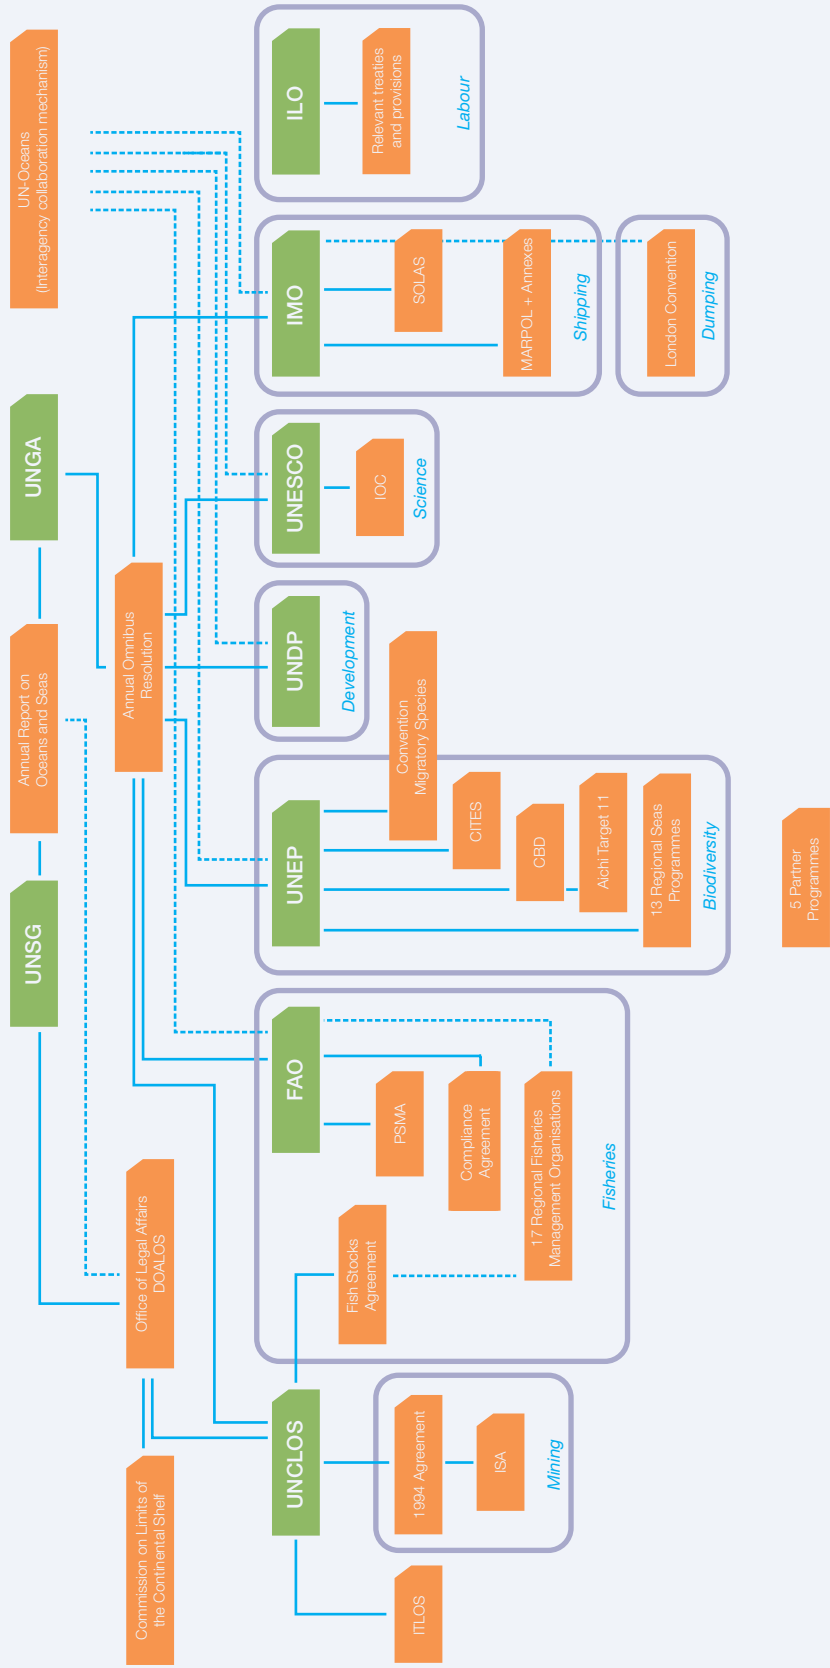 UNSG
Annual Report on
Oceans and Seas
UNGA
UN-Oceans
(Interagency collaboration mechanism)
Commission on Limits of
the Continental Shelf
Office of Legal Affairs
DOALOS
Annual Omnibus
Resolution
UNCLOS
FAO
UNEP
UNDP
UNESCO
IMO
ILO
ITLOS
1994 Agreement
ISA
Mining
Fish Stocks
Agreement
PSMA
Compliance
Agreement
17 Regional Fisheries
Management Organisations
Fisheries
Convention
Migratory Species
CITES
CBD
Aichi Target 11
13 Regional Seas
Programmes
Biodiversity
5 Partner
Programmes
Development
IOC
Science
SOLAS
MARPOL + Annexes
Shipping
London Convention
Dumping
Relevant treaties
and provisions
Labour